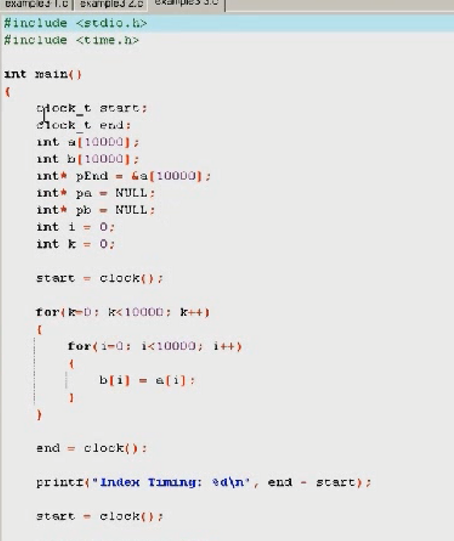 example3-1.c example3 2.c example3 3.c
#include <stdio.h>
#include <time.h>
int main()
{
clock_t start;
clock_t end;
int a[10000];
int b[10000];
int* pEnd = &a[10000];
int* pa = NULL;
int* pb = NULL;
int i = 0;
int k = 0;
start = clock();
for(k=0; k<10000; k++)
{
for(i=0; i<10000; i++)
{
b[i] = a[i];
}
}
end = clock();
printf("Index Timing: %d\n", end - start);
start = clock();